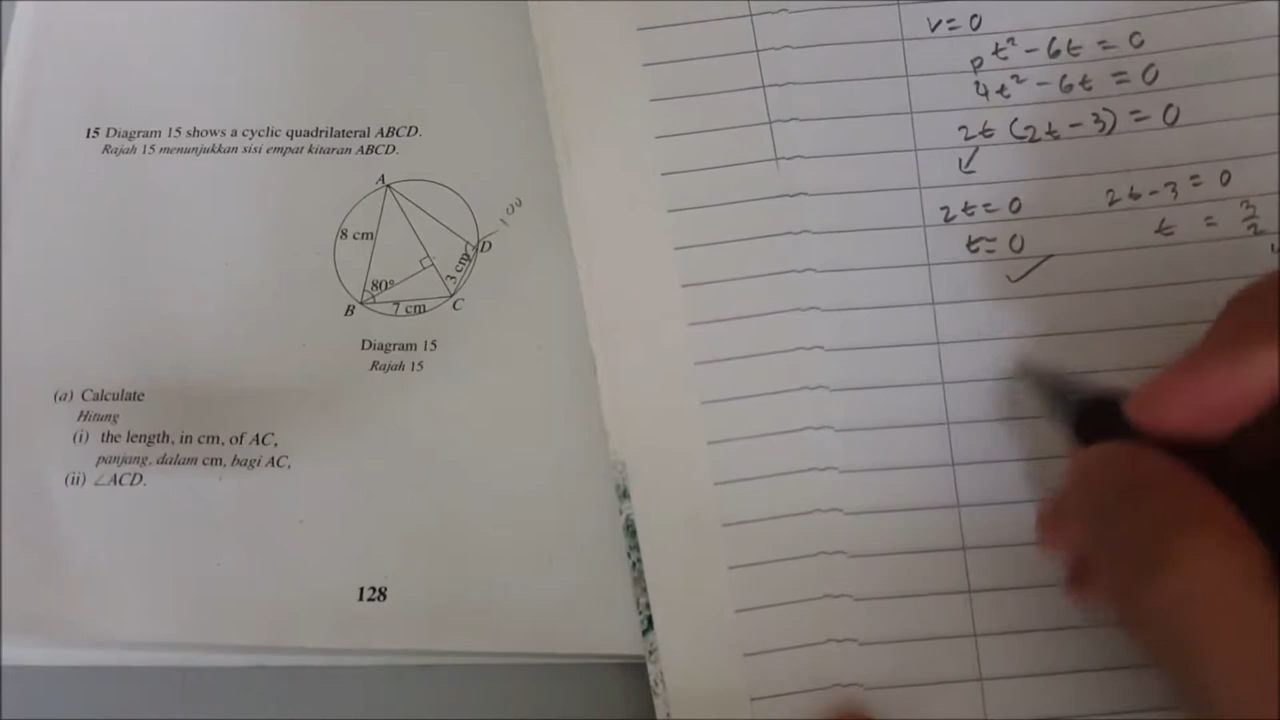 15 Diagram 15 shows a cyclic quadrilateral ABCD.
Rajah 15 menunjukkan sisi empat kitaran ABCD.
A
100
8 cm
D
3 cm
80°
B
7 cm
C
Diagram 15
Rajah 15
(a) Calculate
Hitung
(i) the length, in cm, of AC,
panjang, dalam cm, bagi AC,
(ii) ∠ACD.
128
v=0
pt² - 6t = 0
4t² - 6t = 0
2t (2t - 3) = 0
2t = 0
2t - 3 = 0
t = 0
t = 3/2